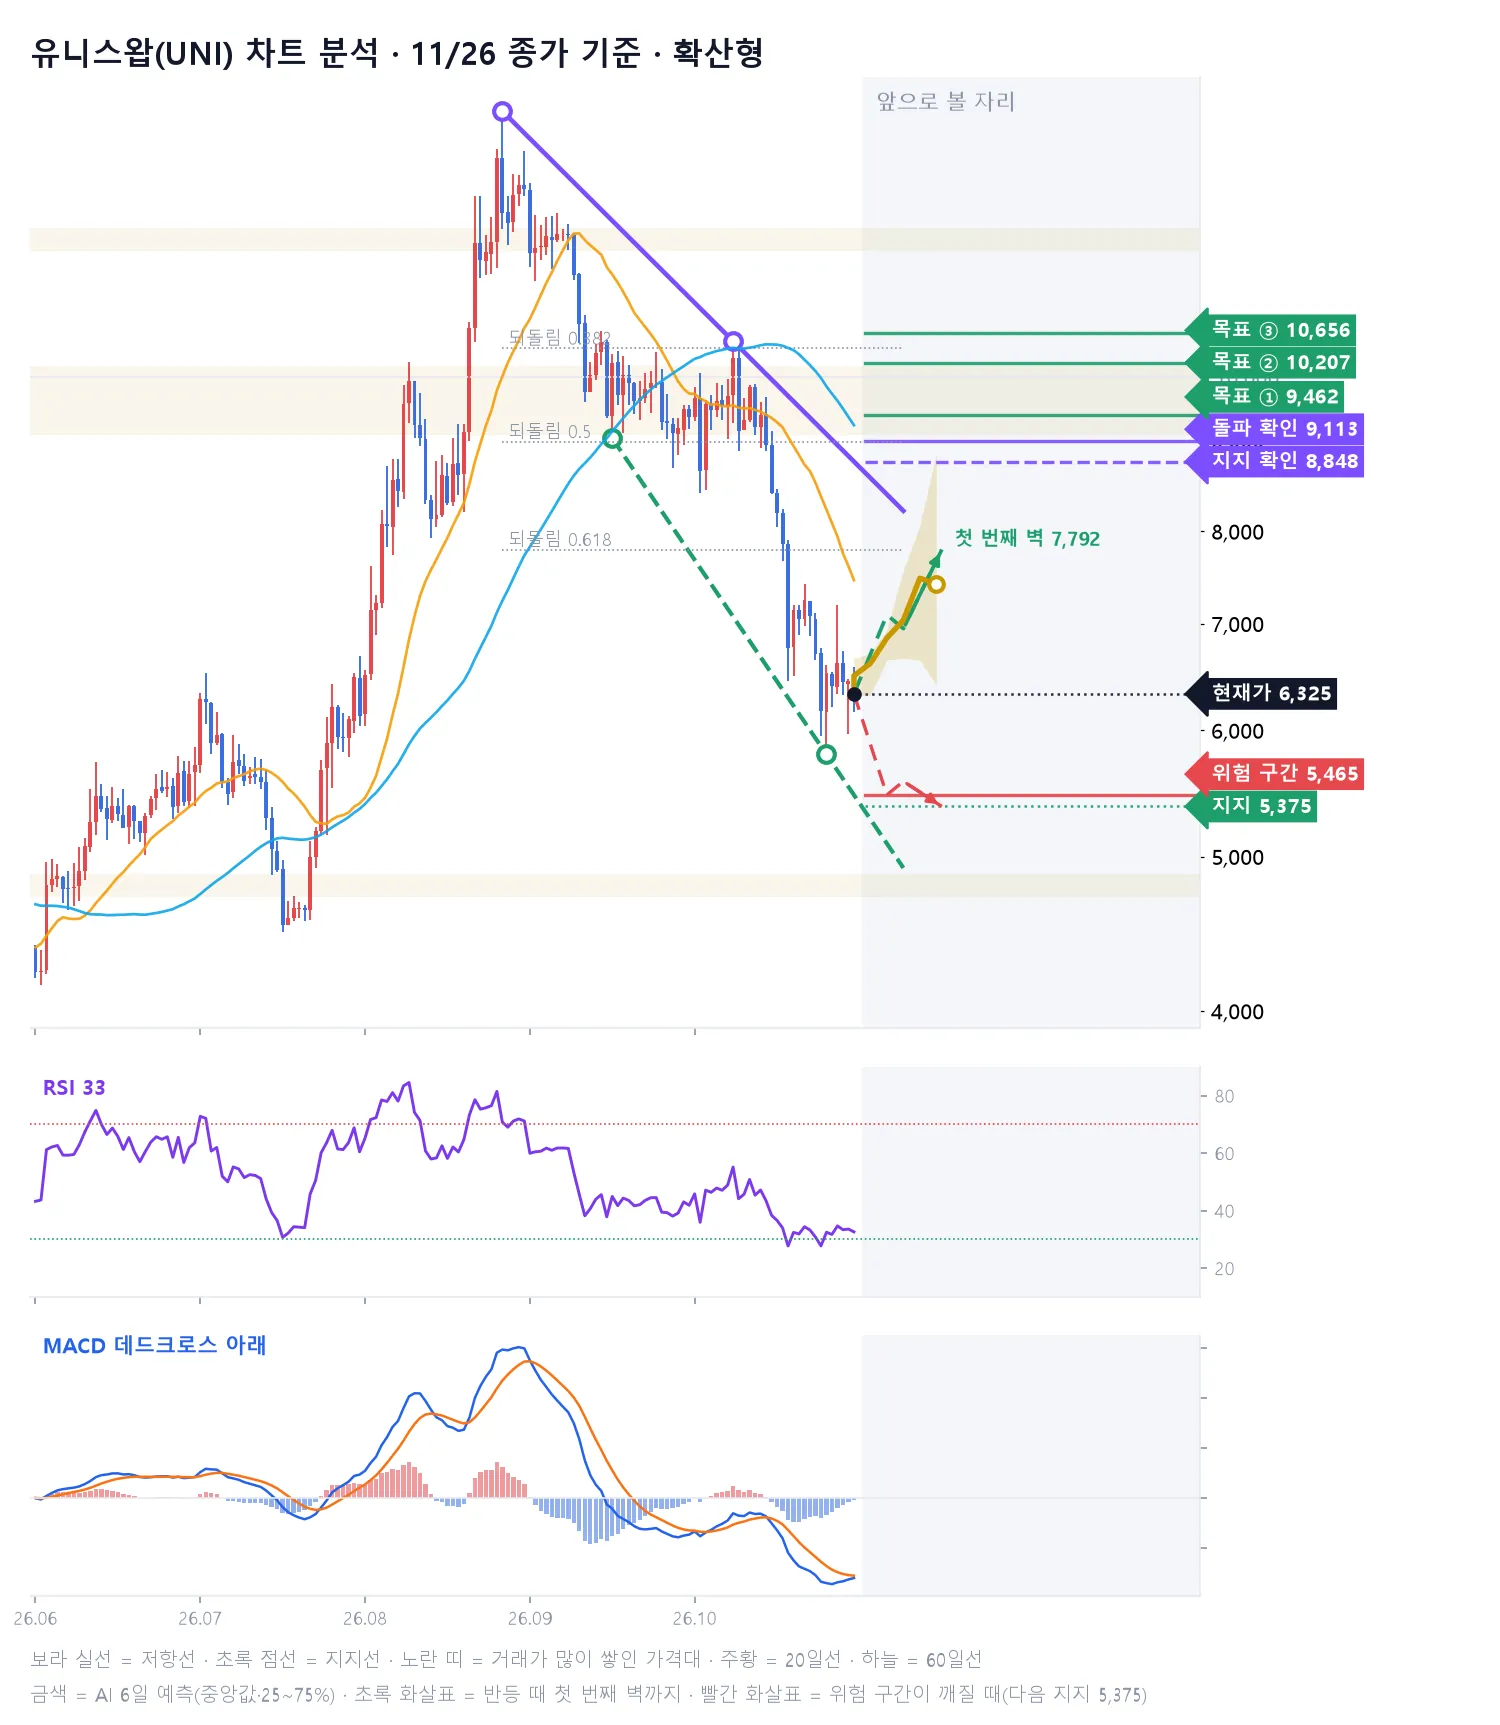 유니스왑(UNI) 차트 분석 · 11/26 종가 기준 · 확산형
앞으로 볼 자리
되돌림 0.382
되돌림 0.5
되돌림 0.618
목표 ③ 10,656
목표 ② 10,207
목표 ① 9,462
돌파 확인 9,113
지지 확인 8,848
8,000
첫 번째 벽 7,792
7,000
현재가 6,325
6,000
위험 구간 5,465
지지 5,375
5,000
4,000
RSI 33
80
60
40
20
MACD 데드크로스 아래
26.06 26.07 26.08 26.09 26.10
보라 실선 = 저항선 · 초록 점선 = 지지선 · 노란 띠 = 거래가 많이 쌓인 가격대 · 주황 = 20일선 · 하늘 = 60일선
금색 = AI 6일 예측(중앙값·25~75%) · 초록 화살표 = 반등 때 첫 번째 벽까지 · 빨간 화살표 = 위험 구간이 깨질 때(다음 지지 5,375)